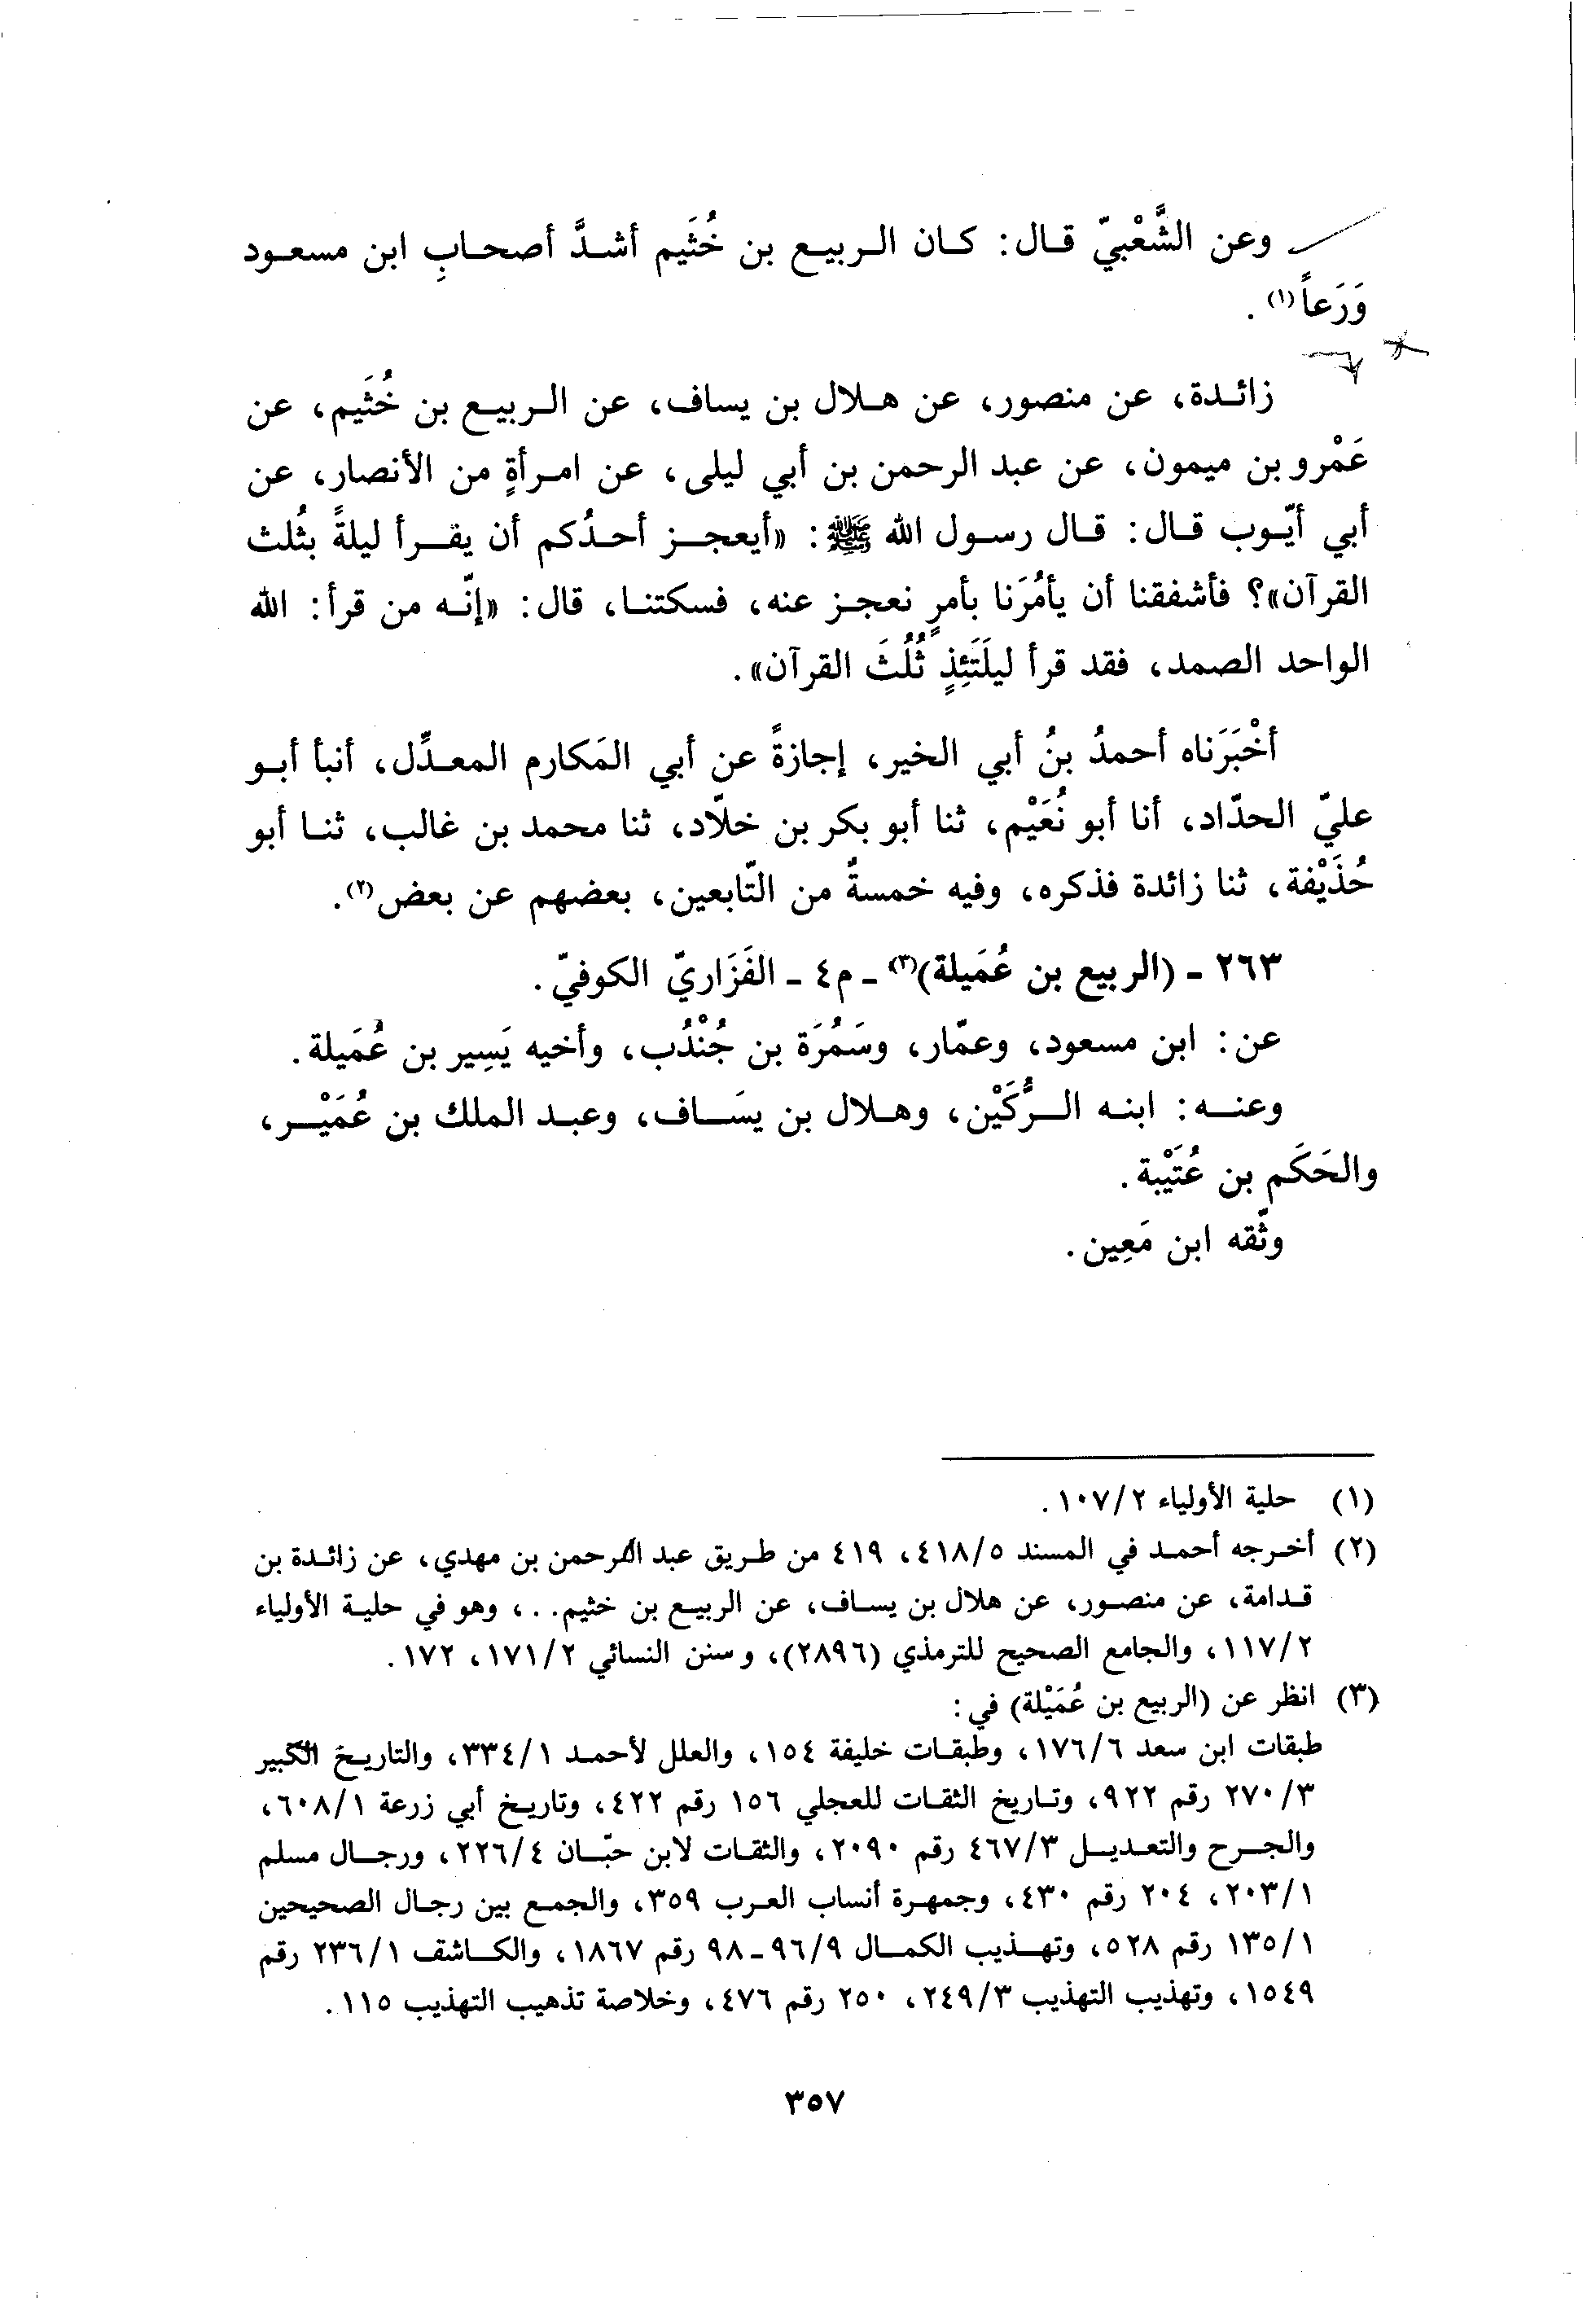 وعن الشَّعْبيّ قال: كان الربيع بن خُثَيم أشدَّ أصحابِ ابن مسعود
وَرَعاً(١).
زائدة، عن منصور، عن هلال بن يساف، عن الربيع بن خُثَيم، عن
عَمْرو بن ميمون، عن عبد الرحمن بن أبي ليلى، عن امرأةٍ من الأنصار، عن
أبي أيّوب قال: قال رسول الله ﷺ: «أيعجز أحدُكم أن يقرأ ليلةً بثُلث
القرآن»؟ فأشفقنا أن يأمُرَنا بأمرٍ نعجز عنه، فسكتنا، قال: «إنّه من قرأ: الله
الواحد الصمد، فقد قرأ ليلَتَئِذٍ ثُلُثَ القرآن».
أخْبَرَناه أحمدُ بنُ أبي الخير، إجازةً عن أبي المَكارم المعدِّل، أنبأ أبو
عليّ الحدّاد، أنا أبو نُعَيْم، ثنا أبو بكر بن خلّاد، ثنا محمد بن غالب، ثنا أبو
حُذَيْفة، ثنا زائدة فذكره، وفيه خمسةٌ من التّابعين، بعضهم عن بعض(٢).
٢٦٣ - (الربيع بن عُمَيلة)(٣) - م٤ - الفَزَاريّ الكوفيّ.
عن: ابن مسعود، وعمّار، وسَمُرَة بن جُنْدُب، وأخيه يَسِير بن عُمَيلة.
وعنه: ابنه الرُّكَيْن، وهلال بن يسَاف، وعبد الملك بن عُمَيْر،
والحَكَم بن عُتَيْبة.
وثّقه ابن مَعِين.
(١) حلية الأولياء ٢/١٠٧.
(٢) أخرجه أحمد في المسند ٥/٤١٨، ٤١٩ من طريق عبد الرحمن بن مهدي، عن زائدة بن
قدامة، عن منصور، عن هلال بن يساف، عن الربيع بن خثيم..، وهو في حلية الأولياء
٢/١١٧، والجامع الصحيح للترمذي (٢٨٩٦)، وسنن النسائي ٢/١٧١، ١٧٢.
(٣) انظر عن (الربيع بن عُمَيْلة) في:
طبقات ابن سعد ٦/١٧٦، وطبقات خليفة ١٥٤، والعلل لأحمد ١/٣٣٤، والتاريخ الكبير
٣/٢٧٠ رقم ٩٢٢، وتاريخ الثقات للعجلي ١٥٦ رقم ٤٢٢، وتاريخ أبي زرعة ١/٦٠٨،
والجرح والتعديل ٣/٤٦٧ رقم ٢٠٩٠، والثقات لابن حبّان ٤/٢٢٦، ورجال مسلم
١/٢٠٣، ٢٠٤ رقم ٤٣٠، وجمهرة أنساب العرب ٣٥٩، والجمع بين رجال الصحيحين
١/١٣٥ رقم ٥٢٨، وتهذيب الكمال ٩/٩٦-٩٨ رقم ١٨٦٧، والكاشف ١/٢٣٦ رقم
١٥٤٩، وتهذيب التهذيب ٣/٢٤٩، ٢٥٠ رقم ٤٧٦، وخلاصة تذهيب التهذيب ١١٥.
٣٥٧